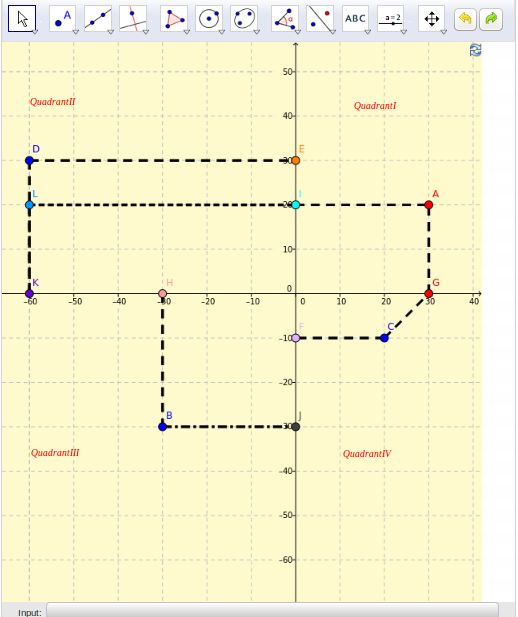 A
α
ABC
a = 2
50
QuadrantII
QuadrantI
40
D
E
30
L
I
A
20
10
K
H
0
G
-60
-50
-40
-30
-20
-10
0
10
20
30
40
F
C
-10
-20
B
J
-30
QuadrantIII
QuadrantIV
-40
-50
-60
Input: